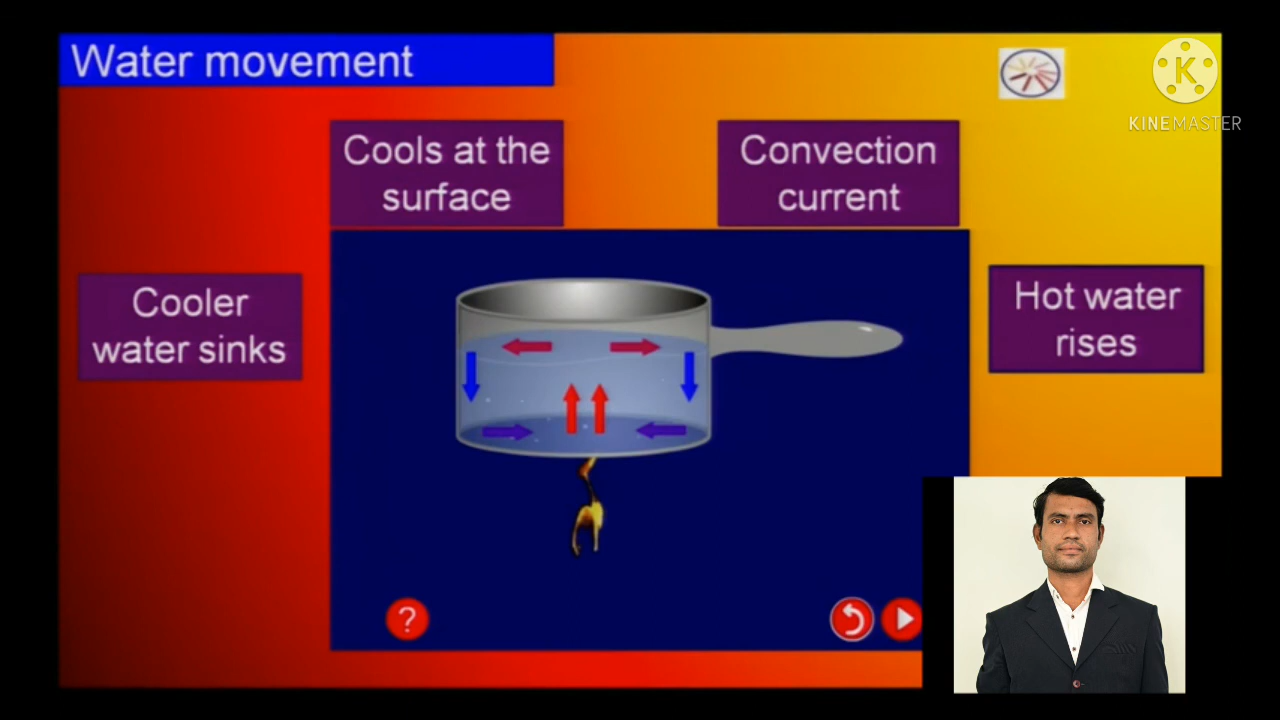 Water movement
KINEMASTER
Cools at the
surface
Convection
current
Cooler
water sinks
Hot water
rises
?